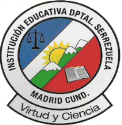 INSTITUCIÓN EDUCATIVA DPTAL. SERREZUELA
MADRID CUND.
Virtud y Ciencia